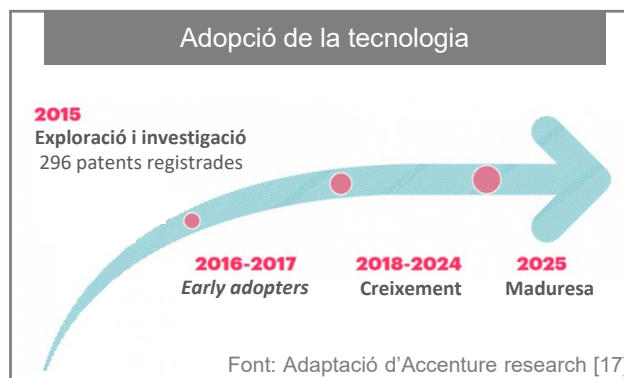 Adopció de la tecnologia
2015
Exploració i investigació
296 patents registrades
2016-2017
Early adopters
2018-2024
Creixement
2025
Maduresa
Font: Adaptació d'Accenture research [17]